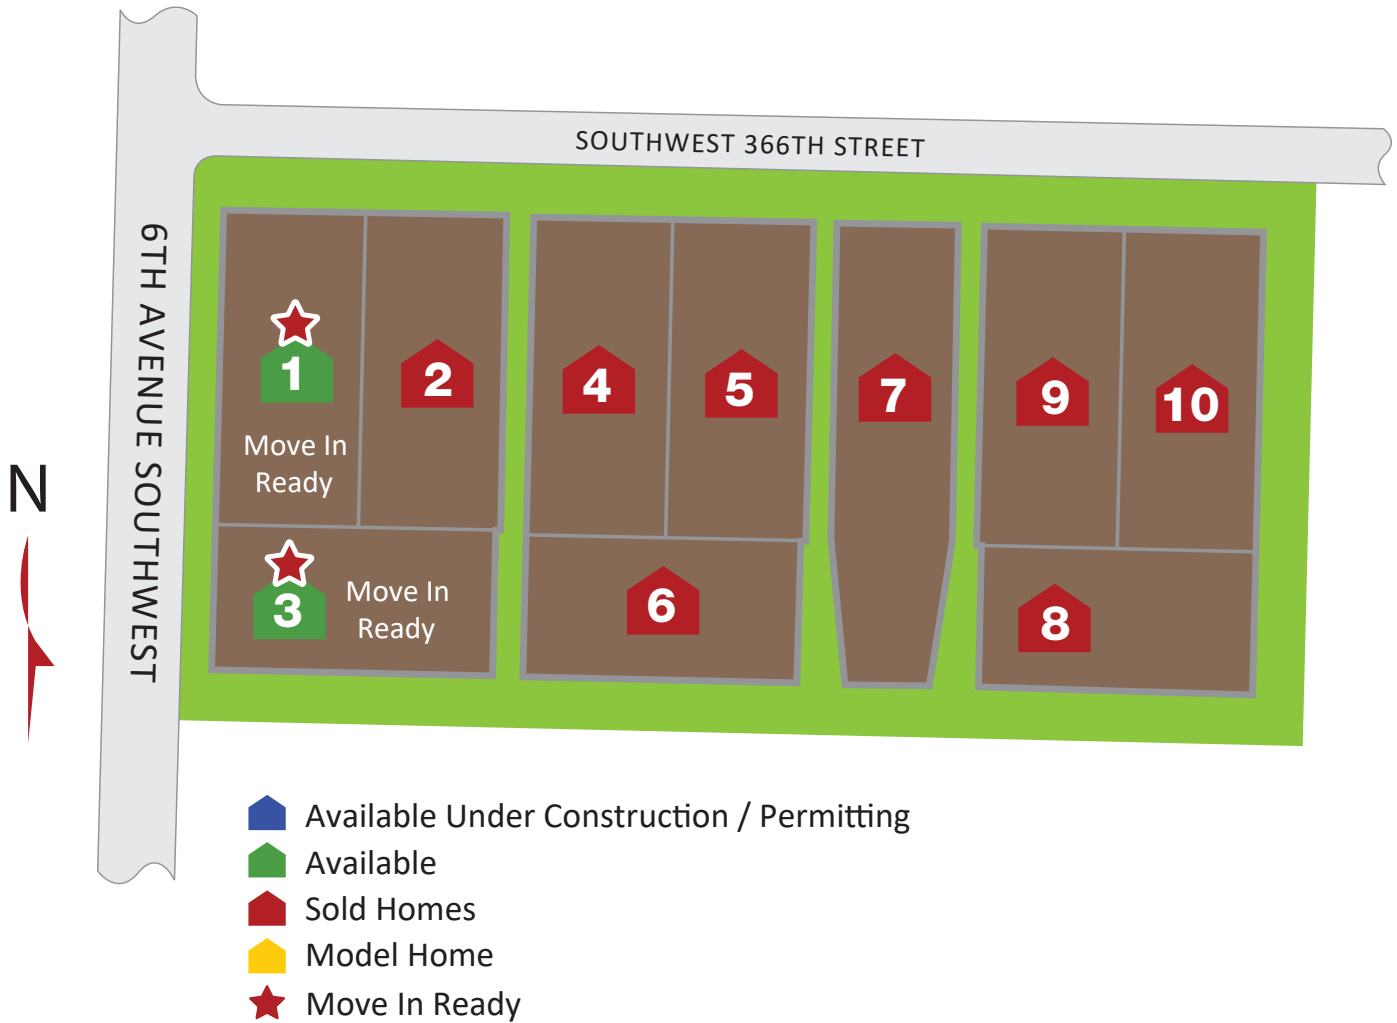 SOUTHWEST 366TH STREET
6TH AVENUE SOUTHWEST
N
1
Move In
Ready
2
4
5
7
9
10
3
Move In
Ready
6
8
Available Under Construction / Permitting
Available
Sold Homes
Model Home
Move In Ready